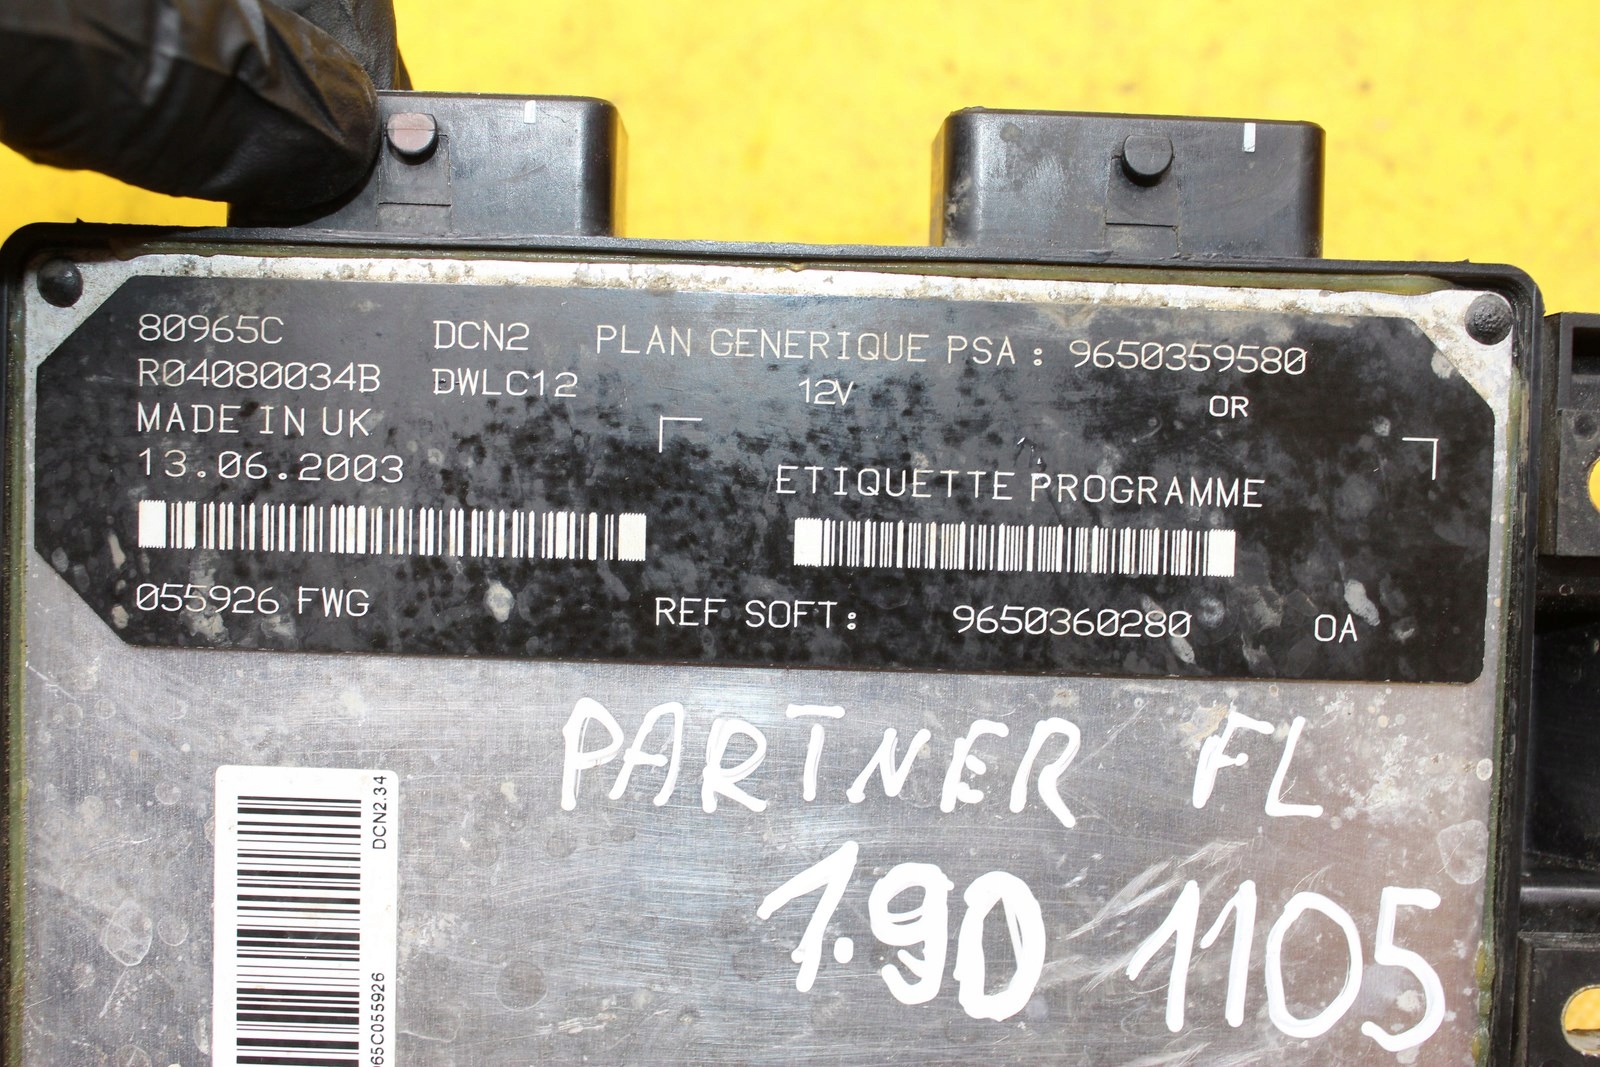 80965C DCN2 PLAN GENERIQUE PSA : 9650359580
R04080034B DWLC12 12V OR
MADE IN UK
13.06.2003
ETIQUETTE PROGRAMME
055926 FWG REF SOFT: 9650360280 OA
PARTNER FL
1.9D 1105
DCN2.34
65C055926